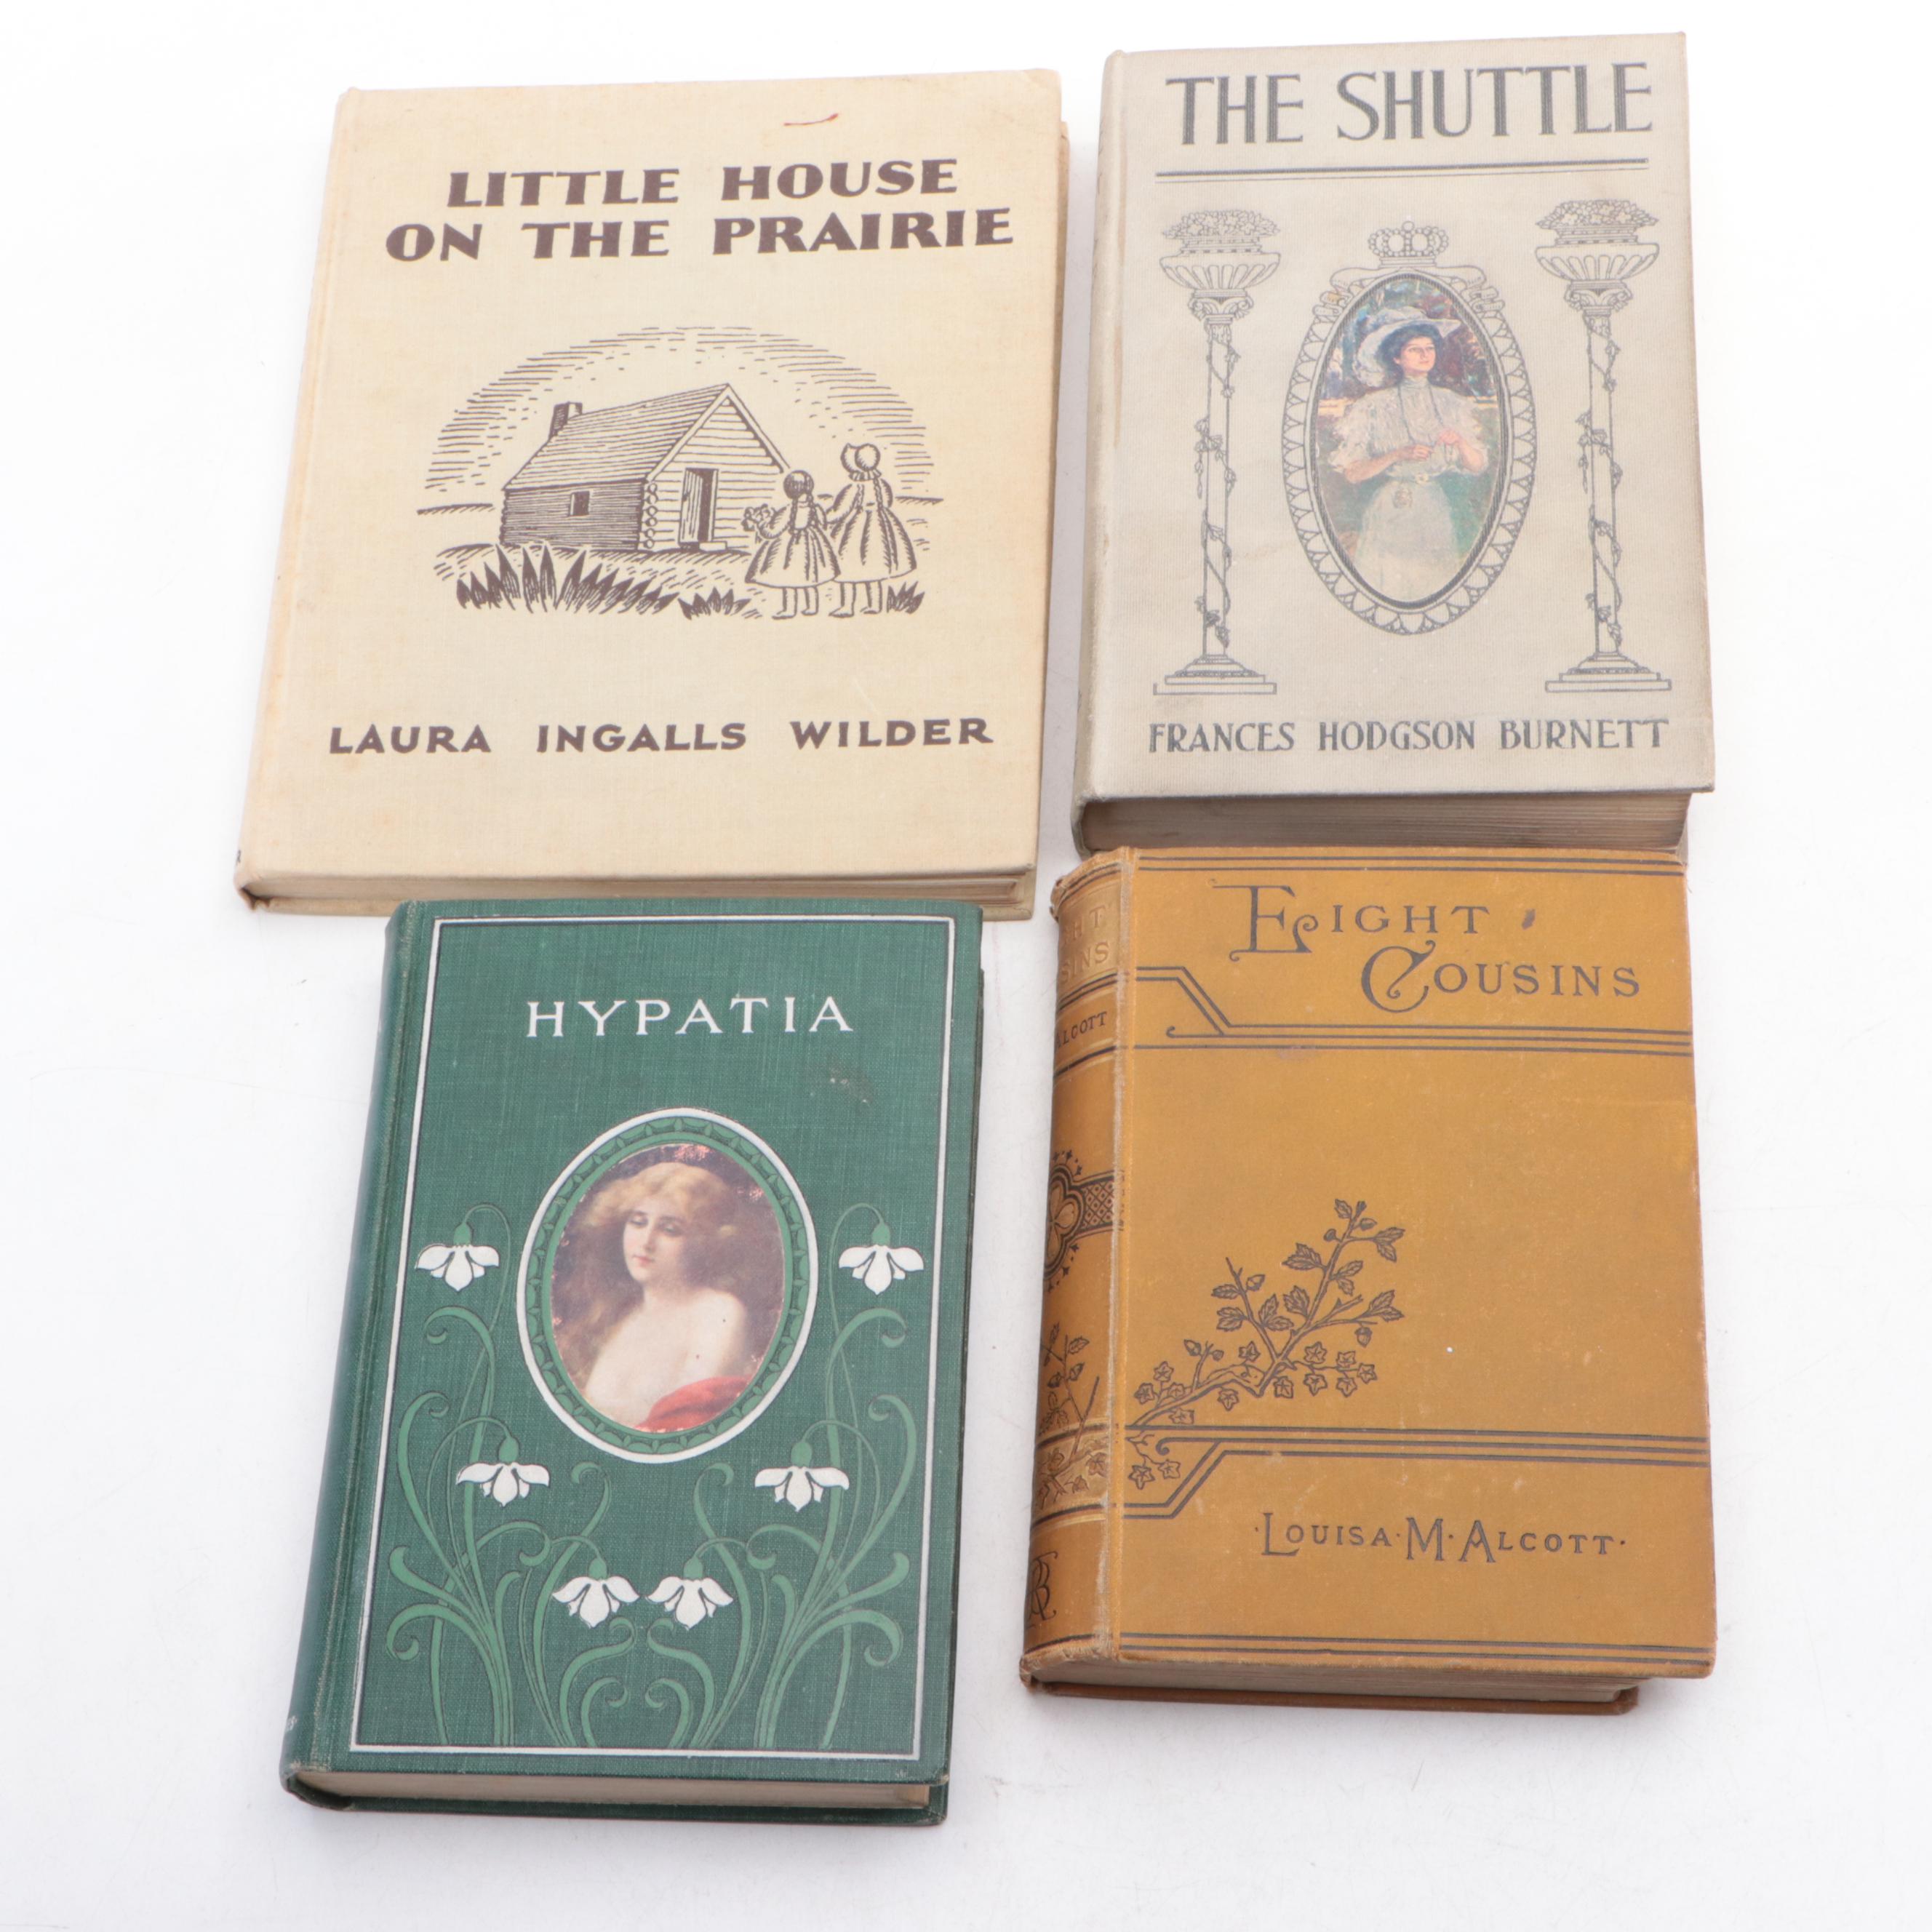 LITTLE HOUSE
ON THE PRAIRIE
LAURA INGALLS WILDER
THE SHUTTLE
FRANCES HODGSON BURNETT
HYPATIA
EIGHT
COUSINS
·LOUISA·M·ALCOTT·